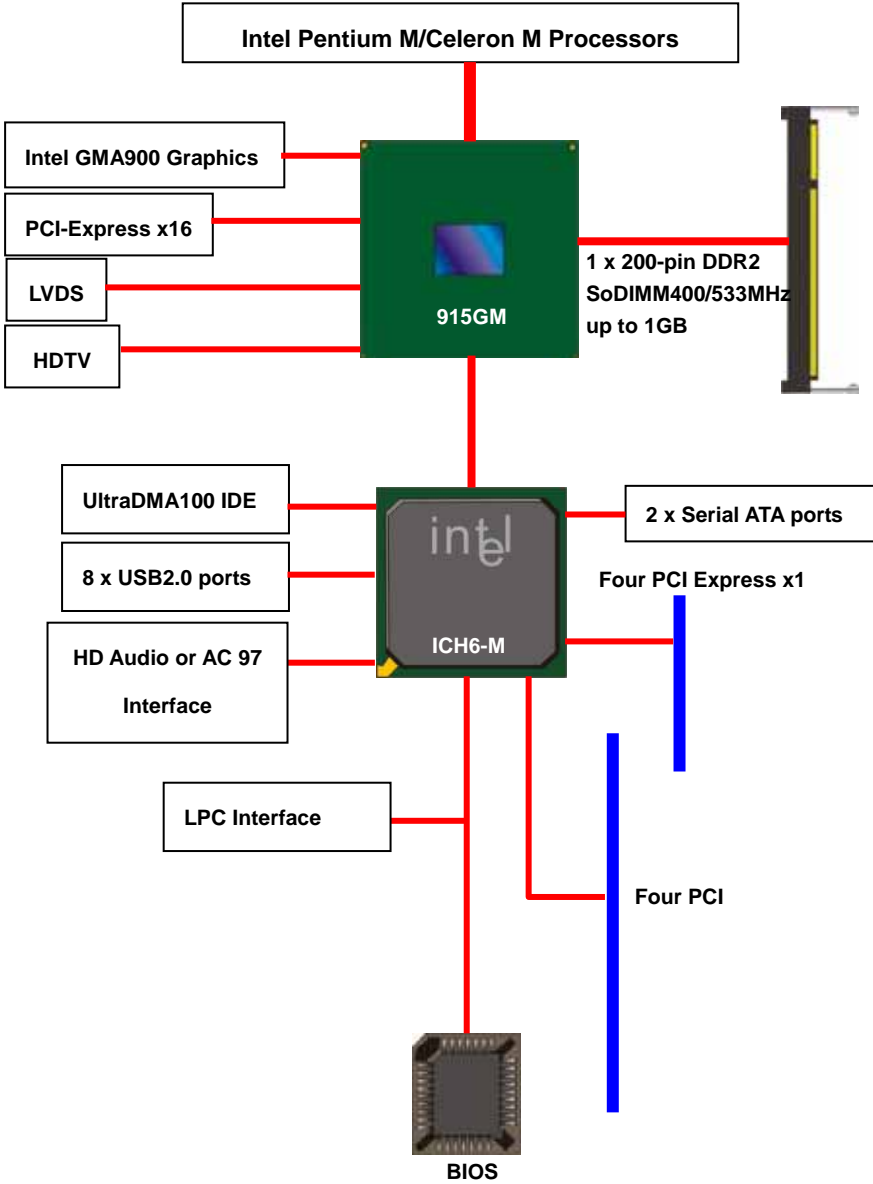 Intel Pentium M/Celeron M Processors
Intel GMA900 Graphics
PCI-Express x16
LVDS
HDTV
915GM
1 x 200-pin DDR2
SoDIMM400/533MHz
up to 1GB
UltraDMA100 IDE
8 x USB2.0 ports
HD Audio or AC 97
Interface
intel
ICH6-M
2 x Serial ATA ports
Four PCI Express x1
LPC Interface
Four PCI
BIOS